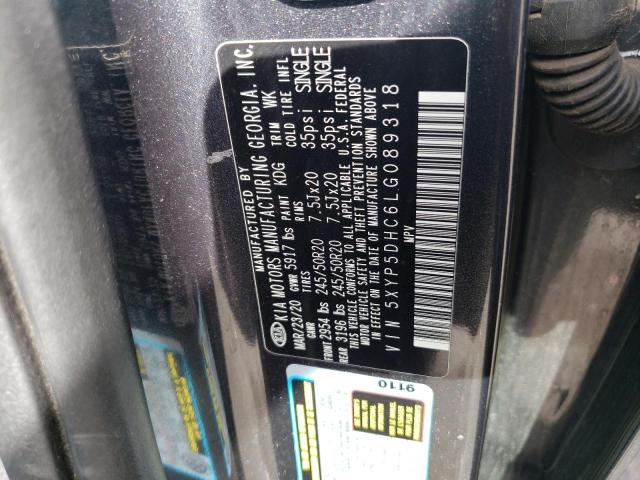 MANUFACTURED BY
KIA KIA MOTORS MANUFACTURING GEORGIA. INC.
MAR/23/20 GVWR 5917 lbs PAINT KDG TRIM WK
GAWR TIRES RIMS COLD TIRE INFL
FRONT 2954 lbs 245/50R20 7.5Jx20 35psi SINGLE
REAR 3196 lbs 245/50R20 7.5Jx20 35psi SINGLE
THIS VEHICLE CONFORMS TO ALL APPLICABLE U.S.A. FEDERAL
MOTOR VEHICLE SAFETY AND THEFT PREVENTION STANDARDS
IN EFFECT ON THE DATE OF MANUFACTURE SHOWN ABOVE
VIN 5XYP5DHC6LG089318
MPV
9110